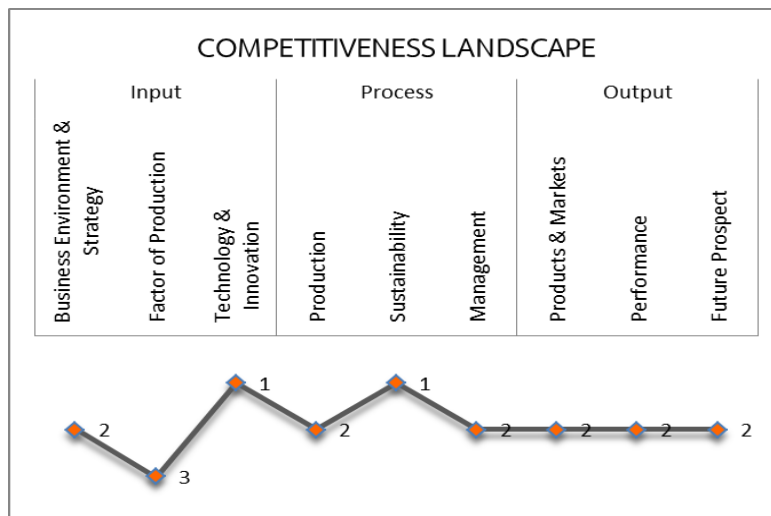 COMPETITIVENESS LANDSCAPE
Input
Process
Output
Business Environment &
Strategy
Factor of Production
Technology &
Innovation
Production
Sustainability
Management
Products & Markets
Performance
Future Prospect
2
3
1
2
1
2
2
2
2